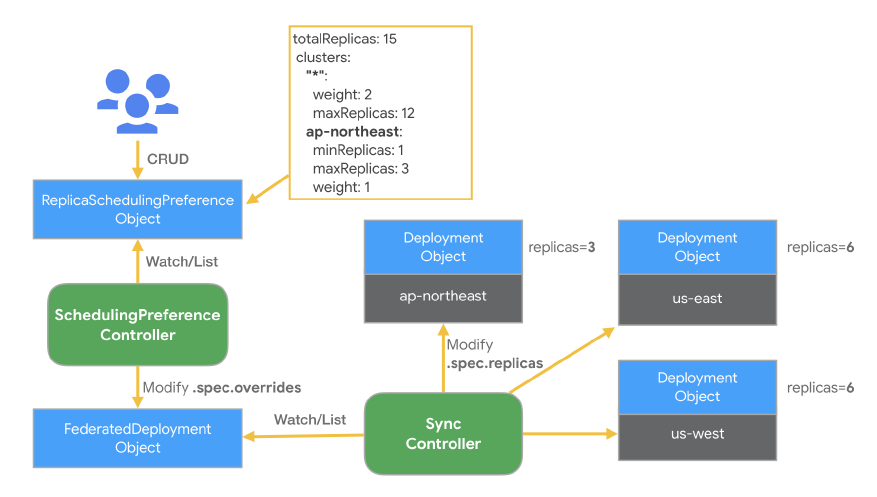 totalReplicas: 15
clusters:
"*":
weight: 2
maxReplicas: 12
ap-northeast:
minReplicas: 1
maxReplicas: 3
weight: 1
CRUD
ReplicaSchedulingPreference
Object
Watch/List
SchedulingPreference
Controller
Modify .spec.overrides
FederatedDeployment
Object
Watch/List
Sync
Controller
Modify
.spec.replicas
Deployment
Object
ap-northeast
replicas=3
Deployment
Object
us-east
replicas=6
Deployment
Object
us-west
replicas=6